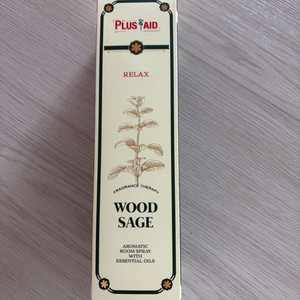 PLUS AID
RELAX
FRAGRANCE THERAPY
WOOD
SAGE
AROMATIC
ROOM SPRAY
WITH
ESSENTIAL OILS